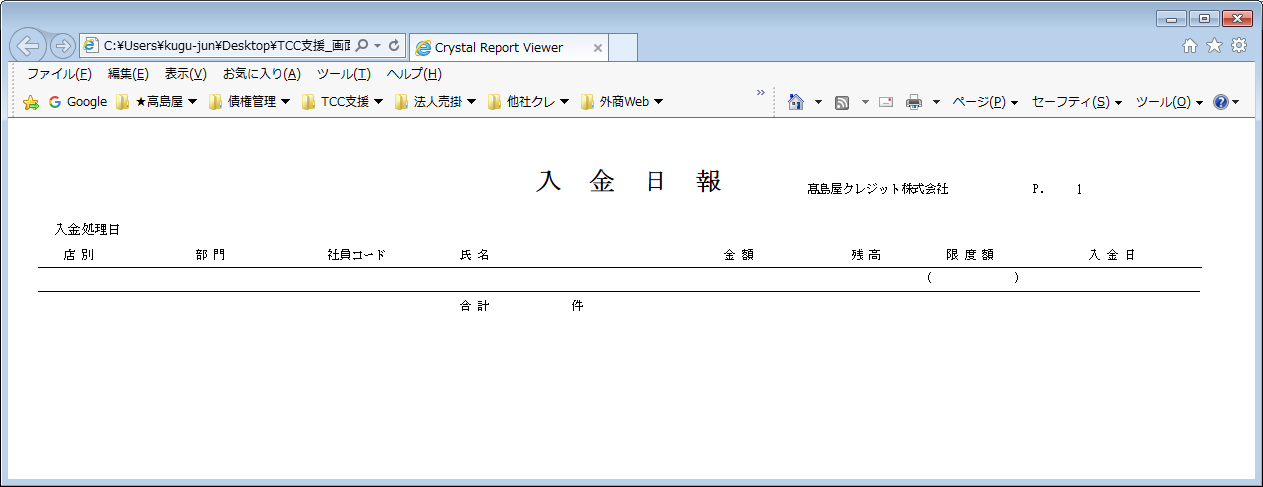 C:¥Users¥kugu-jun¥Desktop¥TCC支援_画面
Crystal Report Viewer
ファイル(F) 編集(E) 表示(V) お気に入り(A) ツール(T) ヘルプ(H)
Google ★高島屋 債権管理 TCC支援 法人売掛 他社クレ 外商Web » ページ(P) セーフティ(S) ツール(O)
入 金 日 報
髙島屋クレジット株式会社 P. 1
入金処理日
店 別 部 門 社員コード 氏 名 金 額 残 高 限 度 額 入 金 日
( )
合 計 件